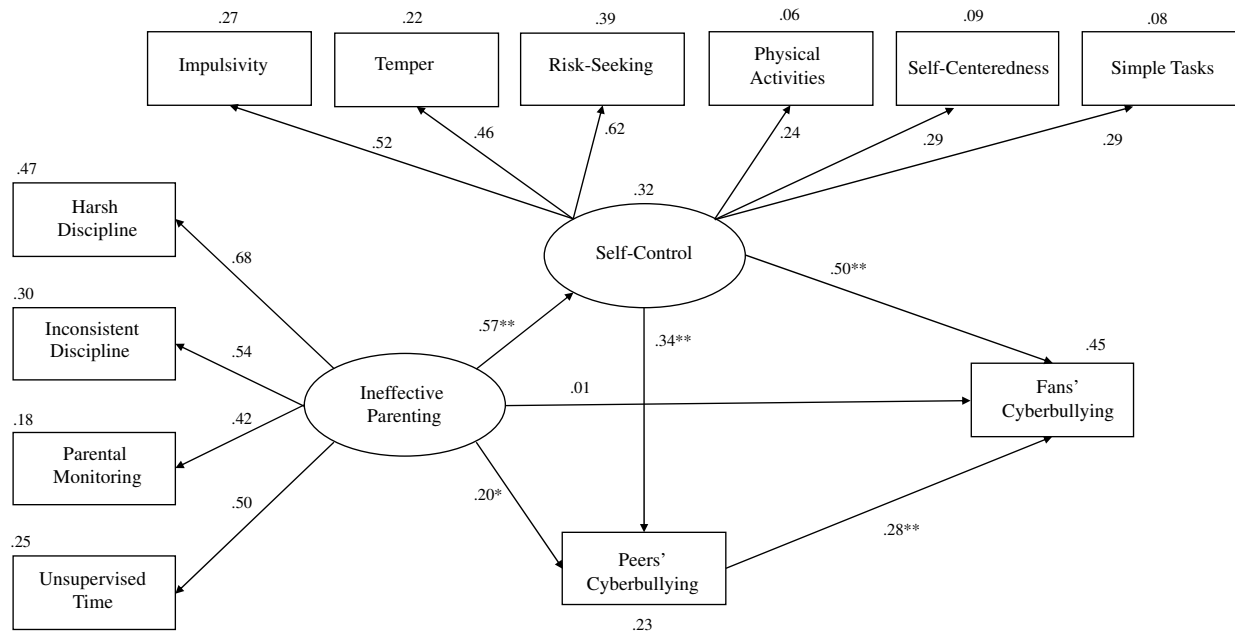 .27
.22
.39
.06
.09
.08
Impulsivity
Temper
Risk-Seeking
Physical
Activities
Self-Centeredness
Simple Tasks
.52
.46
.62
.24
.29
.29
.47
Harsh
Discipline
.68
.32
Self-Control
.50**
.30
Inconsistent
Discipline
.54
.57**
.34**
.45
Fans’
Cyberbullying
Ineffective
Parenting
.01
.18
Parental
Monitoring
.42
.50
.20*
.28**
.25
Unsupervised
Time
Peers’
Cyberbullying
.23